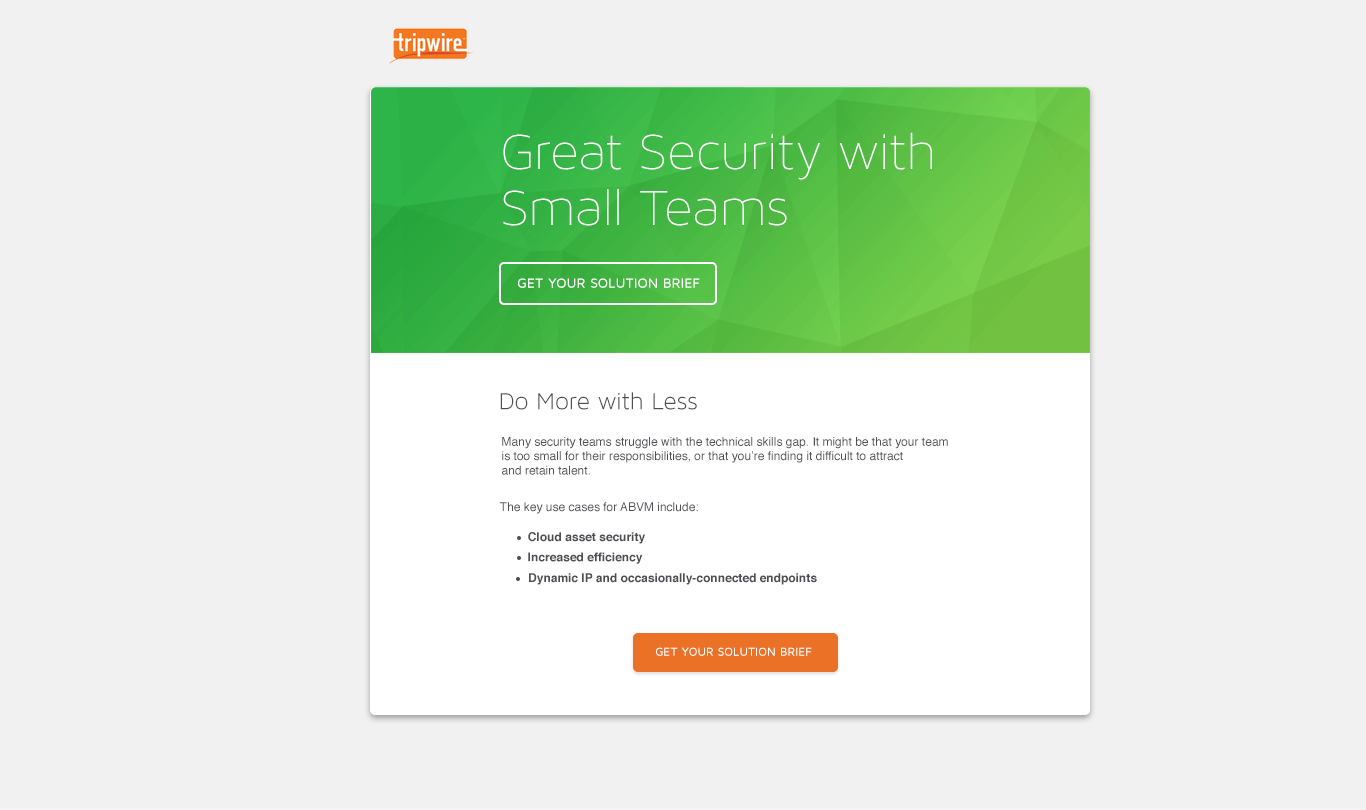 tripwire
Great Security with
Small Teams
GET YOUR SOLUTION BRIEF
Do More with Less
Many security teams struggle with the technical skills gap. It might be that your team
is too small for their responsibilities, or that you're finding it difficult to attract
and retain talent.
The key use cases for ABVM include:
• Cloud asset security
• Increased efficiency
• Dynamic IP and occasionally-connected endpoints
GET YOUR SOLUTION BRIEF